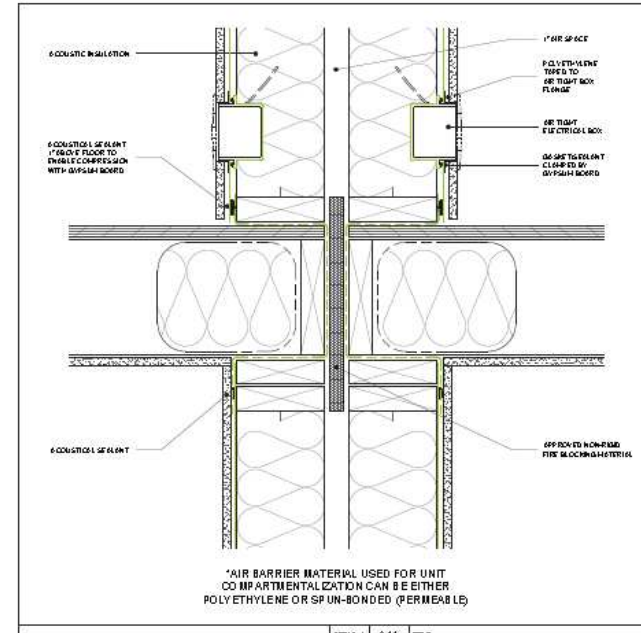 ACOUSTIC INSULATION
1" AIR SPACE
POLYETHYLENE
TAPED TO
AIR TIGHT BOX
FLANGE
AIR TIGHT
ELECTRICAL BOX
ACOUSTICAL SEALANT
1" ABOVE FLOOR TO
ENABLE COMPRESSION
WITH GYPSUM BOARD
GASKET/SEALANT
CLAMPED BY
GYPSUM BOARD
ACOUSTICAL SEALANT
APPROVED NON-RIGID
FIRE BLOCKING MATERIAL
*AIR BARRIER MATERIAL USED FOR UNIT
COMPARTMENTALIZATION CAN BE EITHER
POLYETHYLENE OR SPUN-BONDED (PERMEABLE)